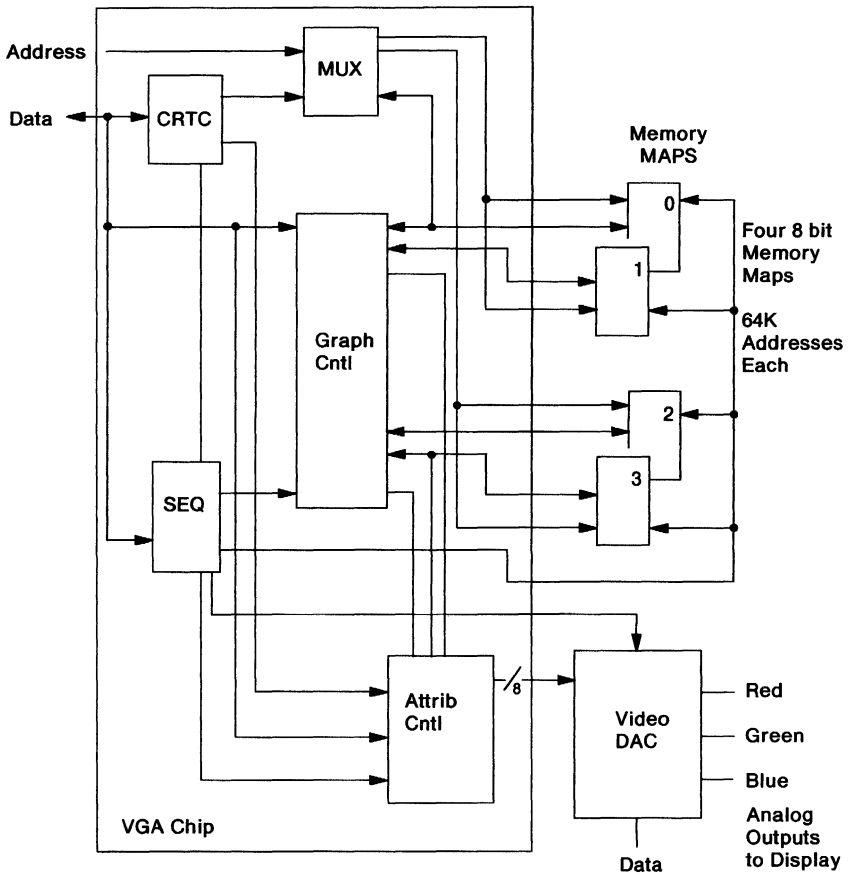 Address
MUX
Data
CRTC
Memory
MAPS
0
Four 8 bit
Memory
Maps
1
64K
Addresses
Each
Graph
Cntl
2
3
SEQ
8
Attrib
Cntl
Video
DAC
Red
Green
Blue
VGA Chip
Analog
Outputs
to Display
Data